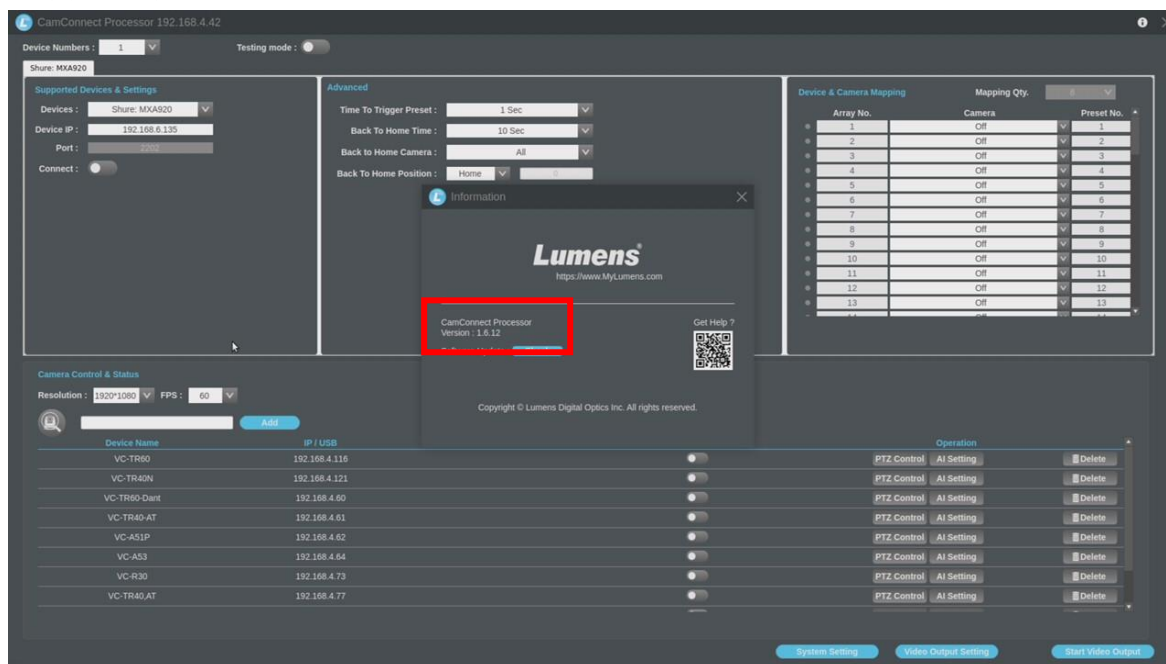 CamConnect Processor 192.168.4.42
Device Numbers : 1 Testing mode :
Shure: MXA920
Supported Devices & Settings
Devices : Shure: MXA920
Device IP : 192.168.6.135
Port : 2202
Connect :
Advanced
Time To Trigger Preset : 1 Sec
Back To Home Time : 10 Sec
Back to Home Camera : All
Back To Home Position : Home 0
Device & Camera Mapping Mapping Qty.
Array No. Camera Preset No.
1 Off 1
2 Off 2
3 Off 3
4 Off 4
5 Off 5
6 Off 6
7 Off 7
8 Off 8
9 Off 9
10 Off 10
11 Off 11
12 Off 12
13 Off 13
Information
Lumens
https://www.MyLumens.com
CamConnect Processor
Version : 1.6.12
Get Help ?
Copyright © Lumens Digital Optics Inc. All rights reserved.
Camera Control & Status
Resolution : 1920*1080 FPS : 60
Add
Device Name IP / USB Operation
VC-TR60 192.168.4.116 PTZ Control AI Setting Delete
VC-TR40N 192.168.4.121 PTZ Control AI Setting Delete
VC-TR60-Dant 192.168.4.60 PTZ Control AI Setting Delete
VC-TR40-AT 192.168.4.61 PTZ Control AI Setting Delete
VC-A51P 192.168.4.62 PTZ Control AI Setting Delete
VC-A53 192.168.4.64 PTZ Control AI Setting Delete
VC-R30 192.168.4.73 PTZ Control AI Setting Delete
VC-TR40,AT 192.168.4.77 PTZ Control AI Setting Delete
System Setting Video Output Setting Start Video Output